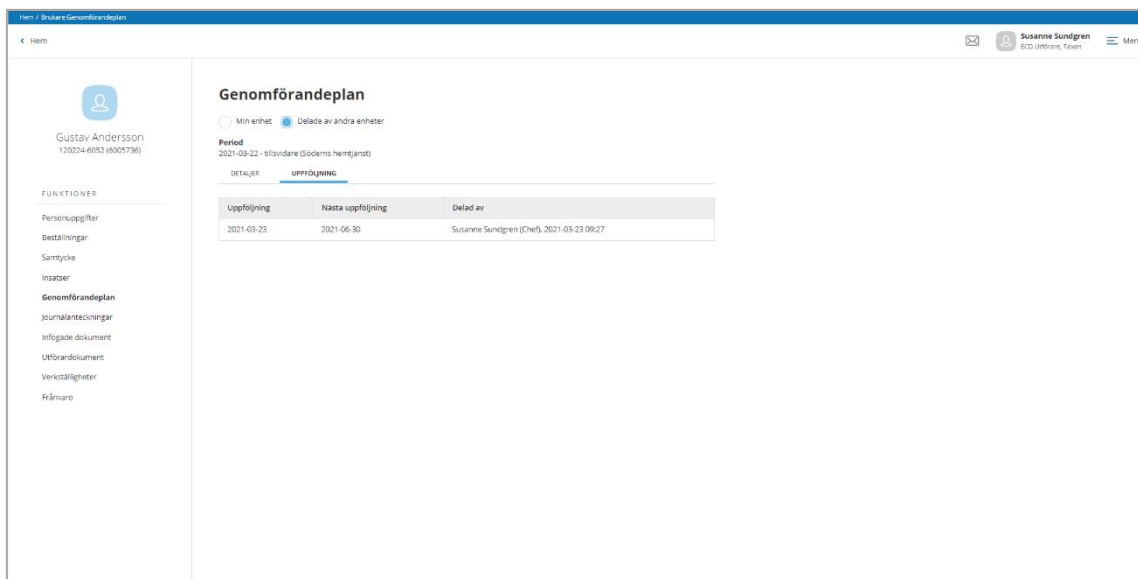 Hem / Brukare:Genomförandeplan
Hem
Susanne Sundgren
ECD Utförare, Taxen
Men
Gustav Andersson
120224-6052 (6005736)
FUNKTIONER
Personuppgifter
Beställningar
Samtycke
Insatser
Genomförandeplan
Journalanteckningar
Infogade dokument
Utförardokument
Verkställigheter
Frånvaro
Genomförandeplan
Min enhet Delade av andra enheter
Period
2021-03-22 - tillsvidare (Söderns hemtjänst)
DETALJER UPPFÖLJNING
Uppföljning Nästa uppföljning Delad av
2021-03-23 2021-06-30 Susanne Sundgren (Chef), 2021-03-23 09:27